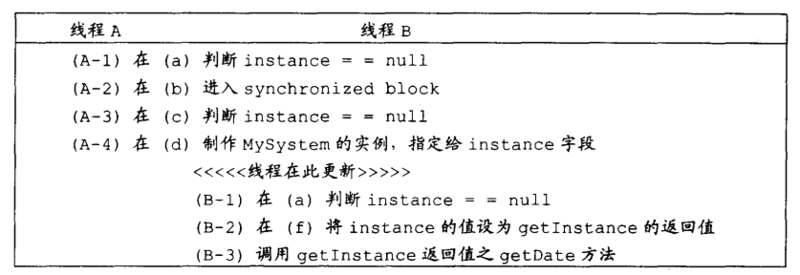 线程A 线程B
(A-1) 在 (a) 判断 instance = = null
(A-2) 在 (b) 进入 synchronized block
(A-3) 在 (c) 判断 instance = = null
(A-4) 在 (d) 制作 MySystem 的实例，指定给 instance 字段
<<<<<线程在此更新>>>>>
(B-1) 在 (a) 判断 instance = = null
(B-2) 在 (f) 将 instance 的值设为 getInstance 的返回值
(B-3) 调用 getInstance 返回值之 getDate 方法